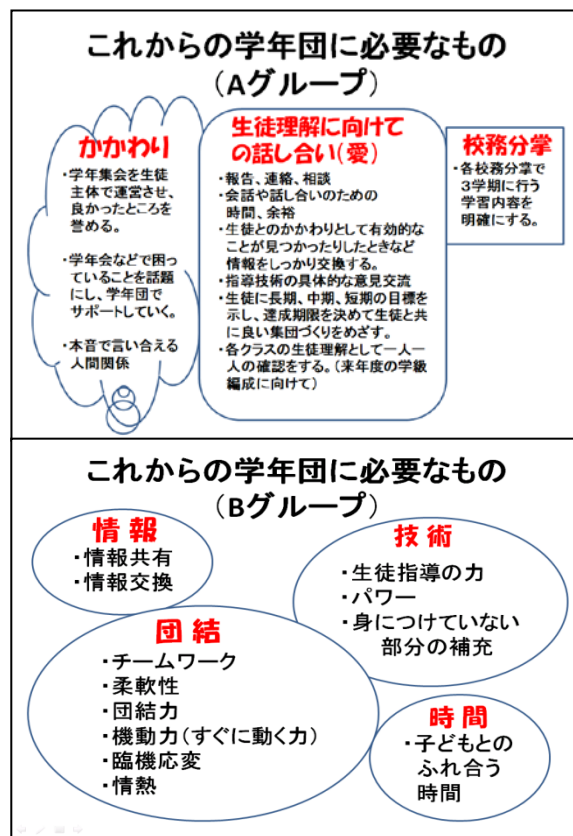 これからの学年団に必要なもの
(Aグループ)
かかわり
・学年集会を生徒
主体で運営させ、
良かったところを
誉める。
・学年会などで困っ
ていることを話題
にし、学年団で
サポートしていく。
・本音で言い合える
人間関係
生徒理解に向けて
の話し合い(愛)
・報告、連絡、相談
・会話や話し合いのための
時間、余裕
・生徒とのかかわりとして有効的な
ことが見つかったりしたときなど
情報をしっかり交換する。
・指導技術の具体的な意見交流
・生徒に長期、中期、短期の目標を
示し、達成期限を決めて生徒と共
に良い集団づくりをめざす。
・各クラスの生徒理解として一人一
人の確認をする。(来年度の学級
編成に向けて)
校務分掌
・各校務分掌で
3学期に行う
学習内容を
明確にする。
これからの学年団に必要なもの
(Bグループ)
情報
・情報共有
・情報交換
技術
・生徒指導の力
・パワー
・身につけていない
部分の補充
団結
・チームワーク
・柔軟性
・団結力
・機動力(すぐに動く力)
・臨機応変
・情熱
時間
・子どもとの
ふれ合う
時間